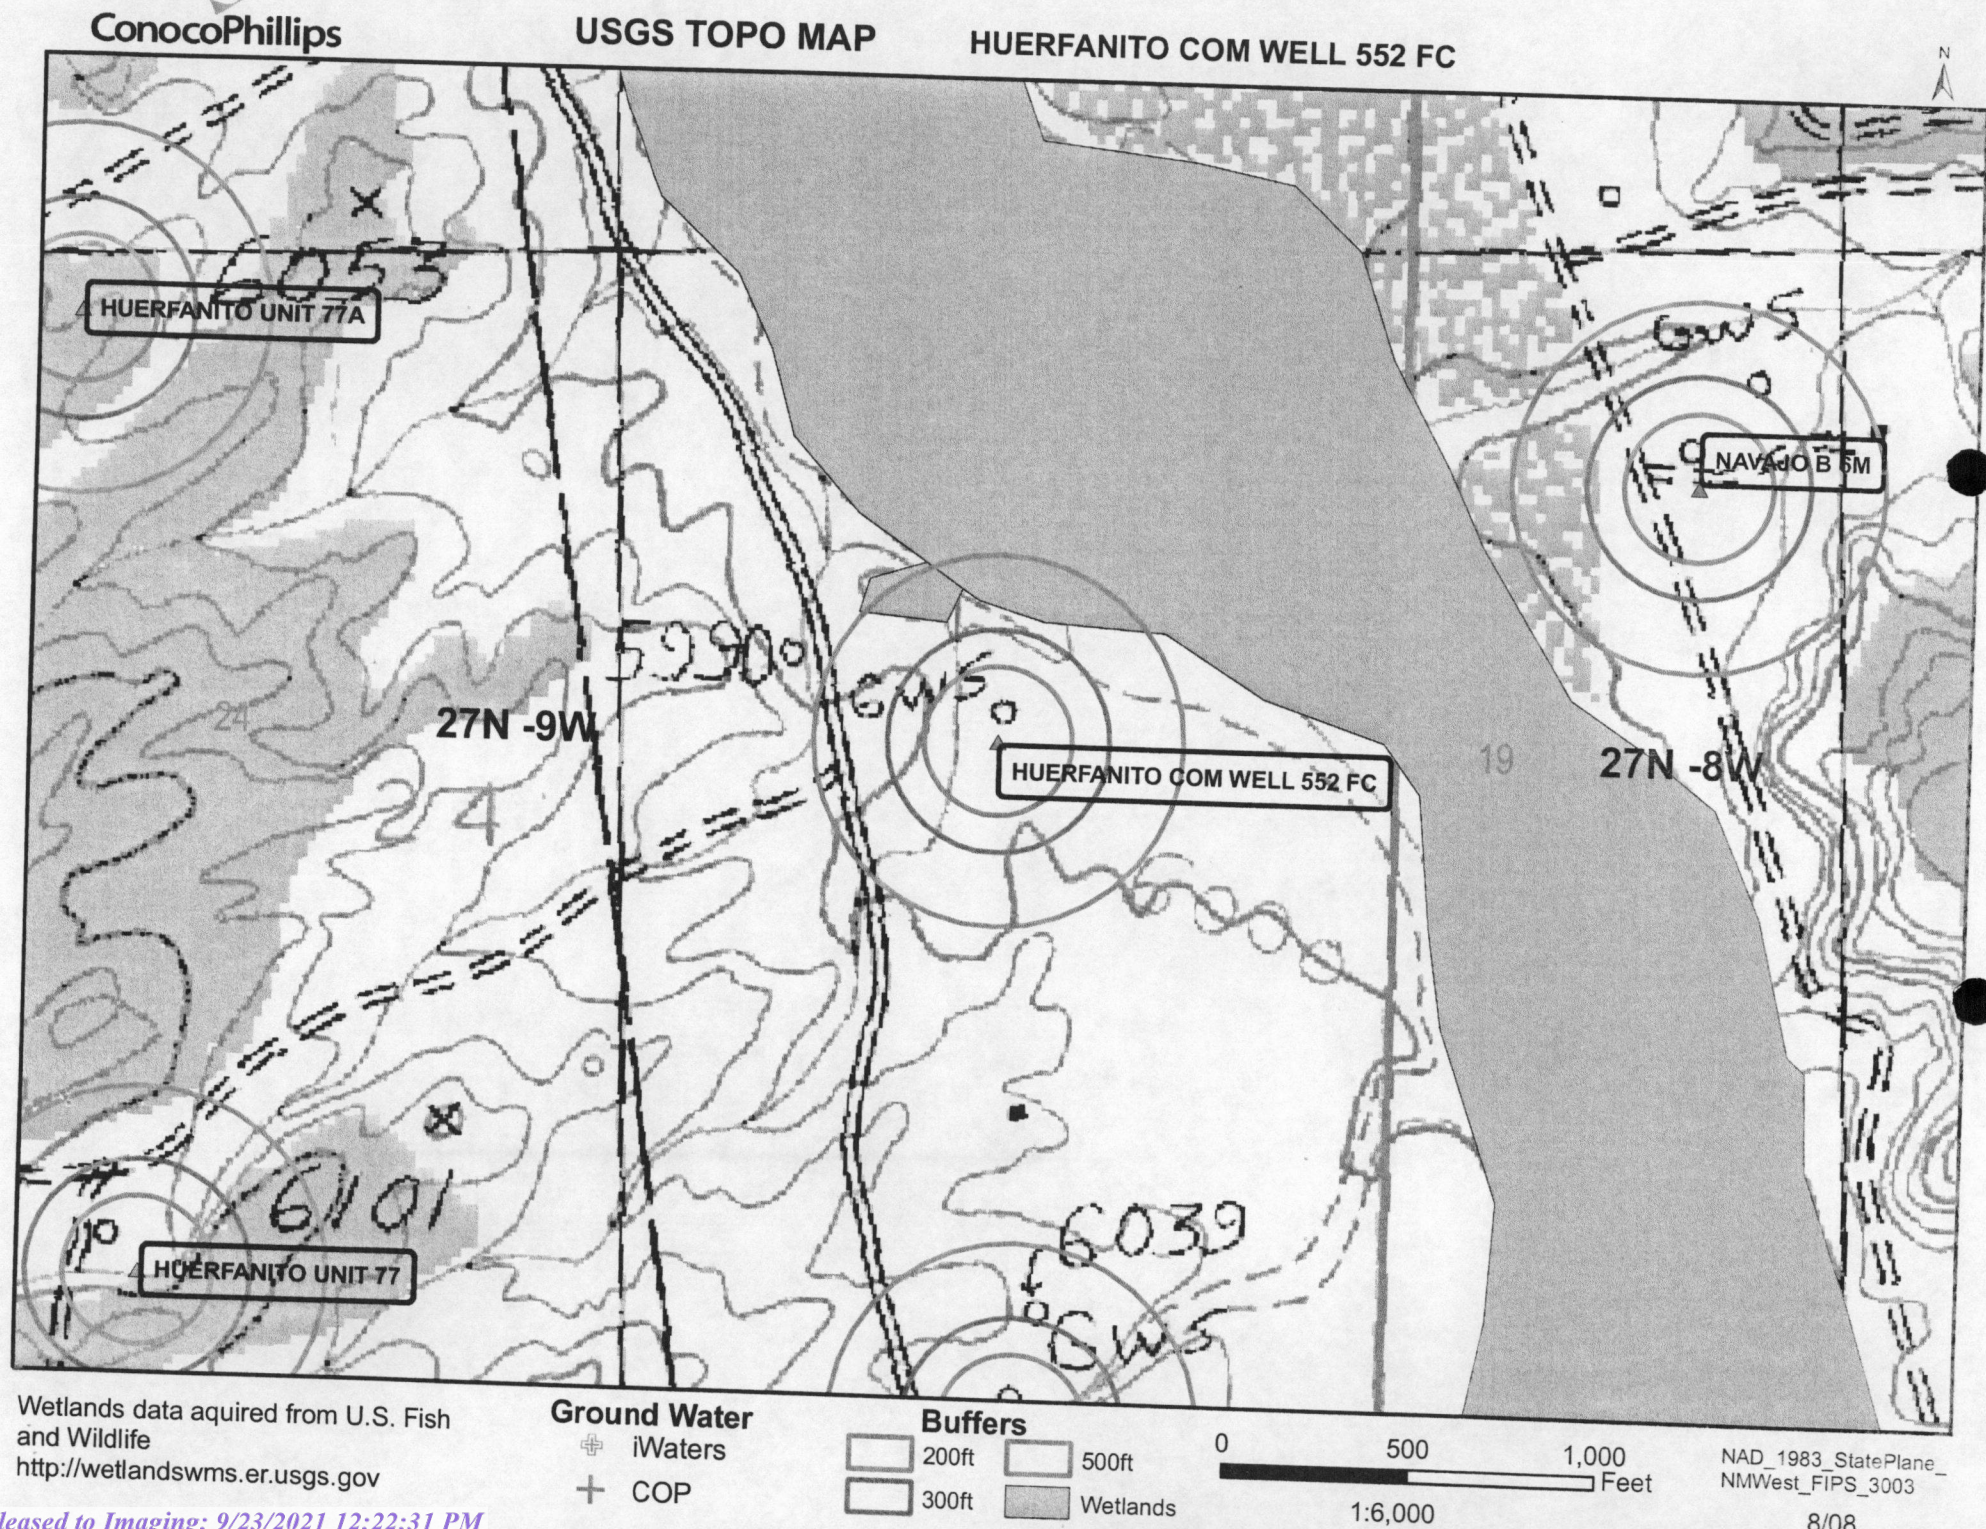 ConocoPhillips
USGS TOPO MAP
HUERFANITO COM WELL 552 FC
N
6053
HUERFANITO UNIT 77A
GWS
NAVAJO B 6M
5990
GWS
24
27N -9W
HUERFANITO COM WELL 552 FC
19
27N -8W
24
6101
HUERFANITO UNIT 77
6039
GWS
Wetlands data aquired from U.S. Fish
and Wildlife
http://wetlandswms.er.usgs.gov
Ground Water
iWaters
COP
Buffers
200ft
500ft
300ft
Wetlands
0 500 1,000
Feet
1:6,000
NAD_1983_StatePlane_
NMWest_FIPS_3003
8/08
leased to Imaging: 9/23/2021 12:22:31 PM